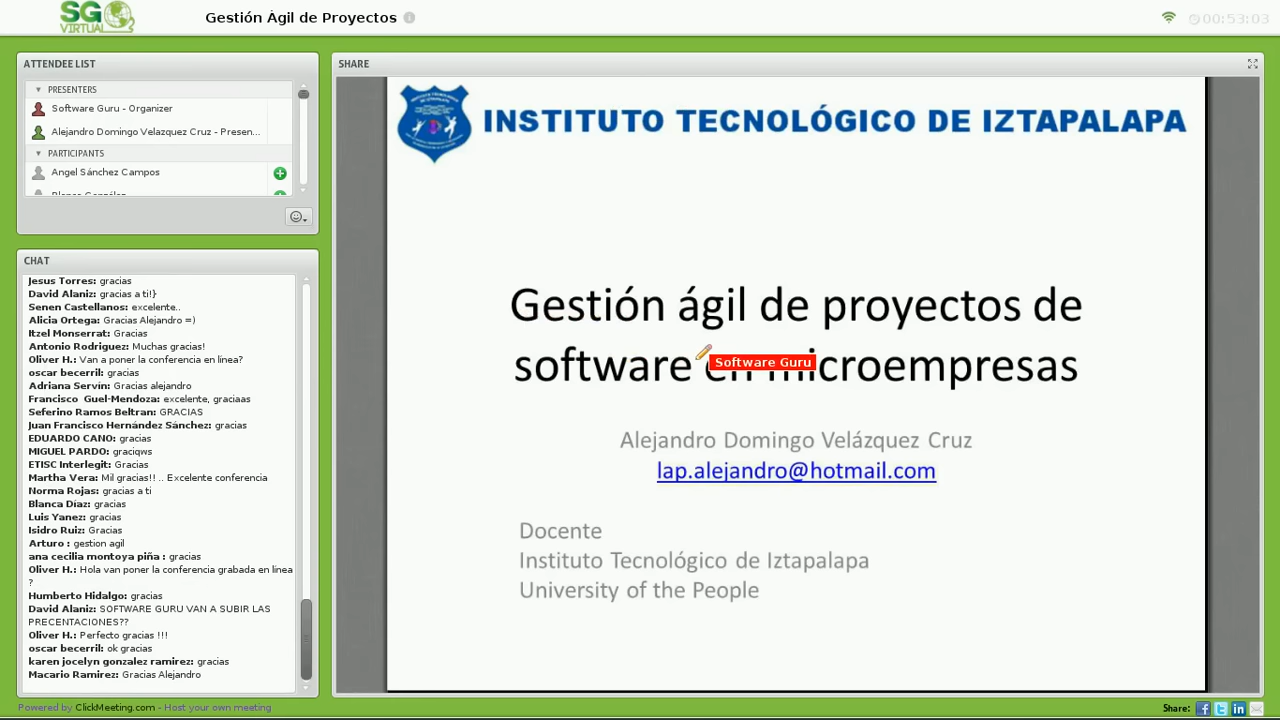 SG
VIRTUAL
Gestión Ágil de Proyectos
00:53:03
ATTENDEE LIST
PRESENTERS
Software Guru - Organizer
Alejandro Domingo Velazquez Cruz - Presen...
PARTICIPANTS
Angel Sánchez Campos
CHAT
Jesus Torres: gracias
David Alaniz: gracias a ti!}
Senen Castellanos: excelente..
Alicia Ortega: Gracias Alejandro =)
Itzel Monserrat: Gracias
Antonio Rodriguez: Muchas gracias!
Oliver H.: Van a poner la conferencia en línea?
oscar becerril: gracias
Adriana Servín: Gracias alejandro
Francisco Guel-Mendoza: excelente, graciaas
Seferino Ramos Beltran: GRACIAS
Juan Francisco Hernández Sánchez: gracias
EDUARDO CANO: gracias
MIGUEL PARDO: graciqws
ETISC Interlegit: Gracias
Martha Vera: Mil gracias!! .. Excelente conferencia
Norma Rojas: gracias a ti
Blanca Díaz: gracias
Luis Yanez: gracias
Isidro Ruiz: Gracias
Arturo : gestion agil
ana cecilia montoya piña : gracias
Oliver H.: Hola van poner la conferencia grabada en línea
?
Humberto Hidalgo: gracias
David Alaniz: SOFTWARE GURU VAN A SUBIR LAS
PRECENTACIONES??
Oliver H.: Perfecto gracias !!!
oscar becerril: ok gracias
karen jocelyn gonzalez ramirez: gracias
Macario Ramirez: Gracias Alejandro
SHARE
INSTITUTO TECNOLÓGICO DE IZTAPALAPA
Gestión ágil de proyectos de
software en microempresas
Software Guru
Alejandro Domingo Velázquez Cruz
lap.alejandro@hotmail.com
Docente
Instituto Tecnológico de Iztapalapa
University of the People
Powered by ClickMeeting.com - Host your own meeting
Share: